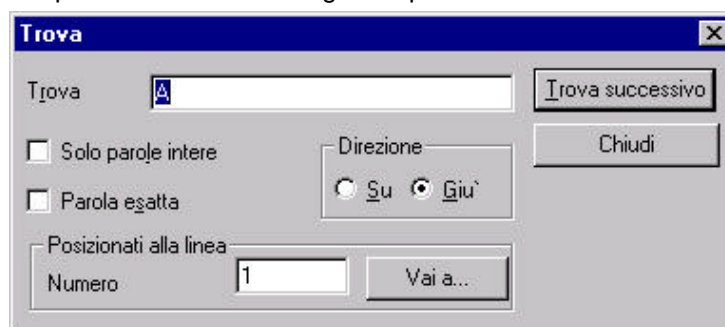 Trova
Trova A Trova successivo
Solo parole intere Direzione Chiudi
Parola esatta Su Giu`
Posizionati alla linea
Numero 1 Vai a...